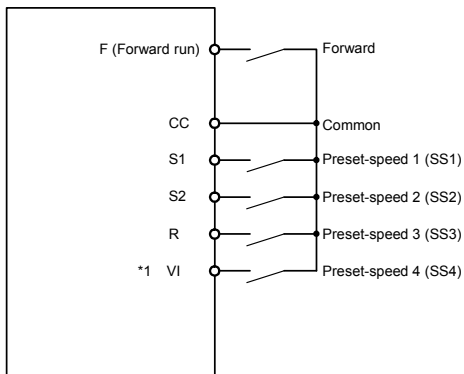 F (Forward run) Forward
CC Common
S1 Preset-speed 1 (SS1)
S2 Preset-speed 2 (SS2)
R Preset-speed 3 (SS3)
*1 VI Preset-speed 4 (SS4)